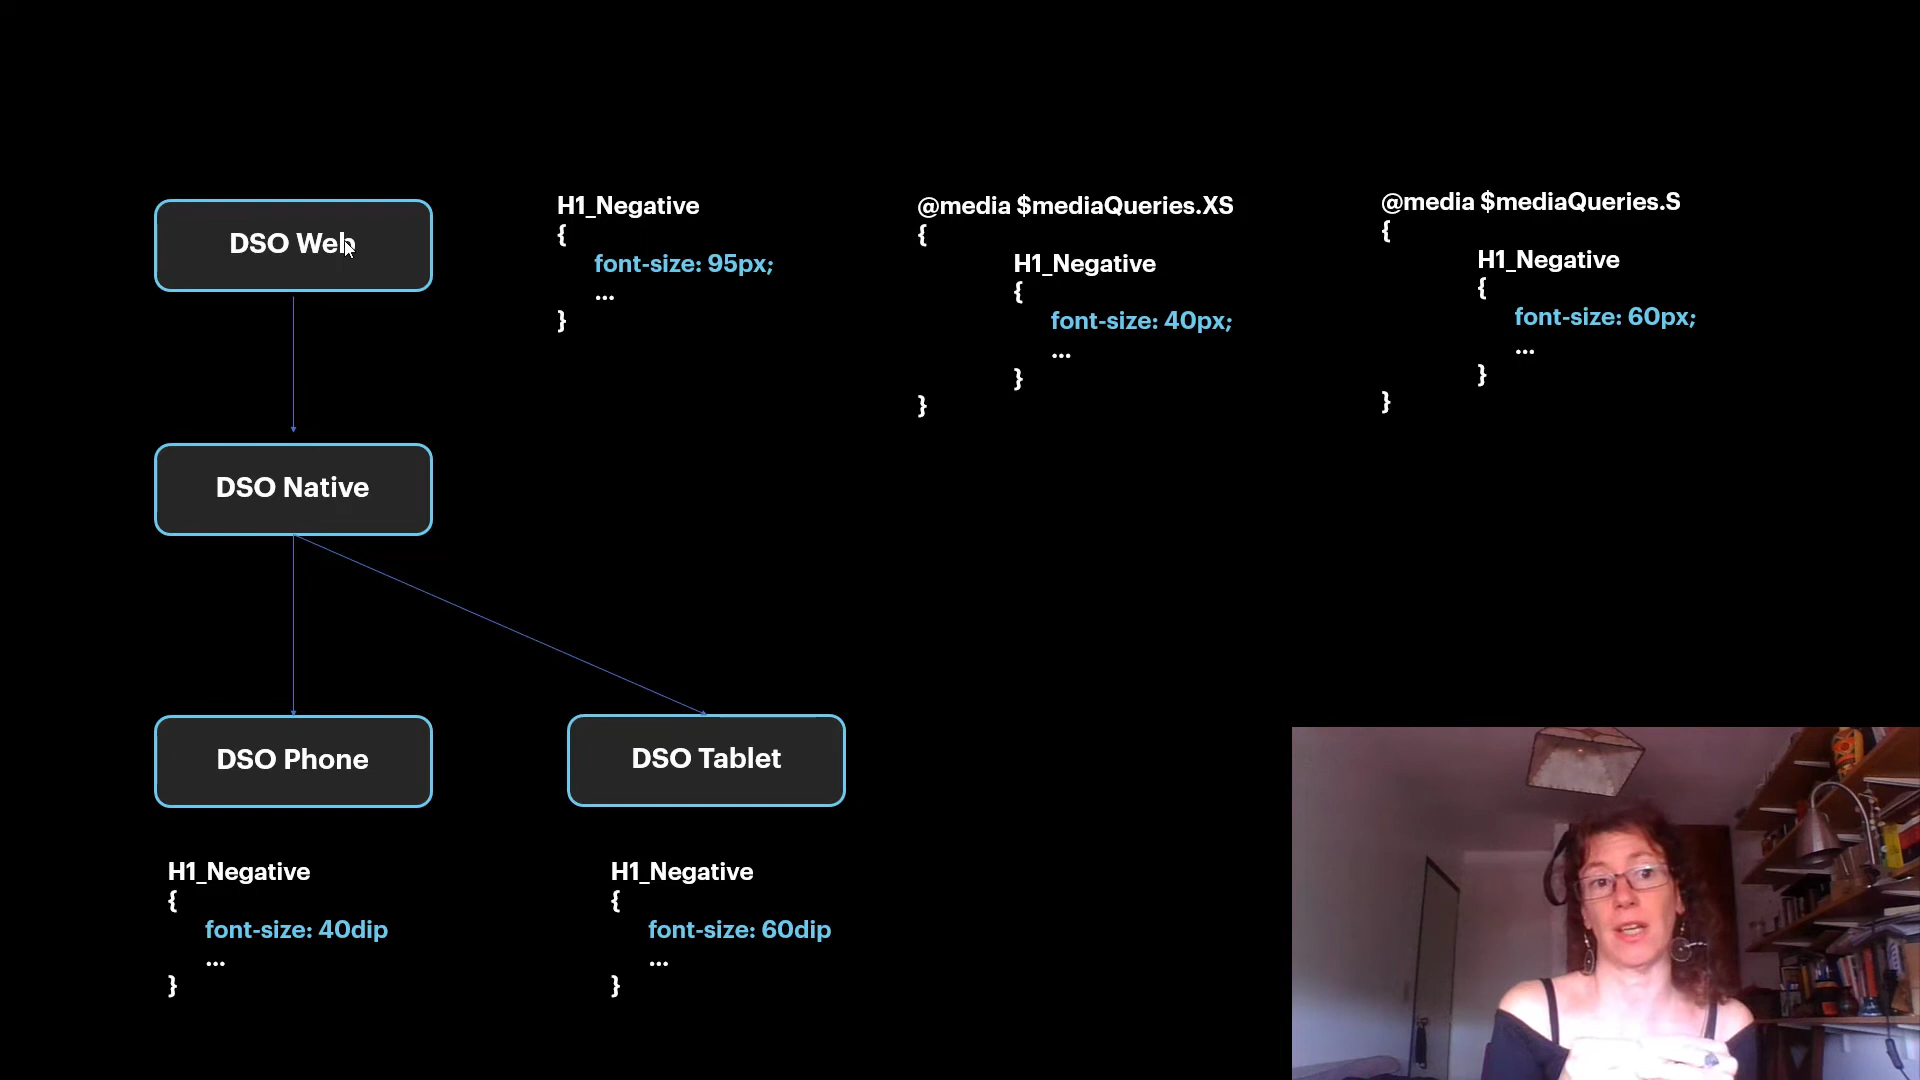 DSO Web
H1_Negative
{
font-size: 95px;
...
}
@media $mediaQueries.XS
{
H1_Negative
{
font-size: 40px;
...
}
}
@media $mediaQueries.S
{
H1_Negative
{
font-size: 60px;
...
}
}
DSO Native
DSO Phone
DSO Tablet
H1_Negative
{
font-size: 40dip
...
}
H1_Negative
{
font-size: 60dip
...
}